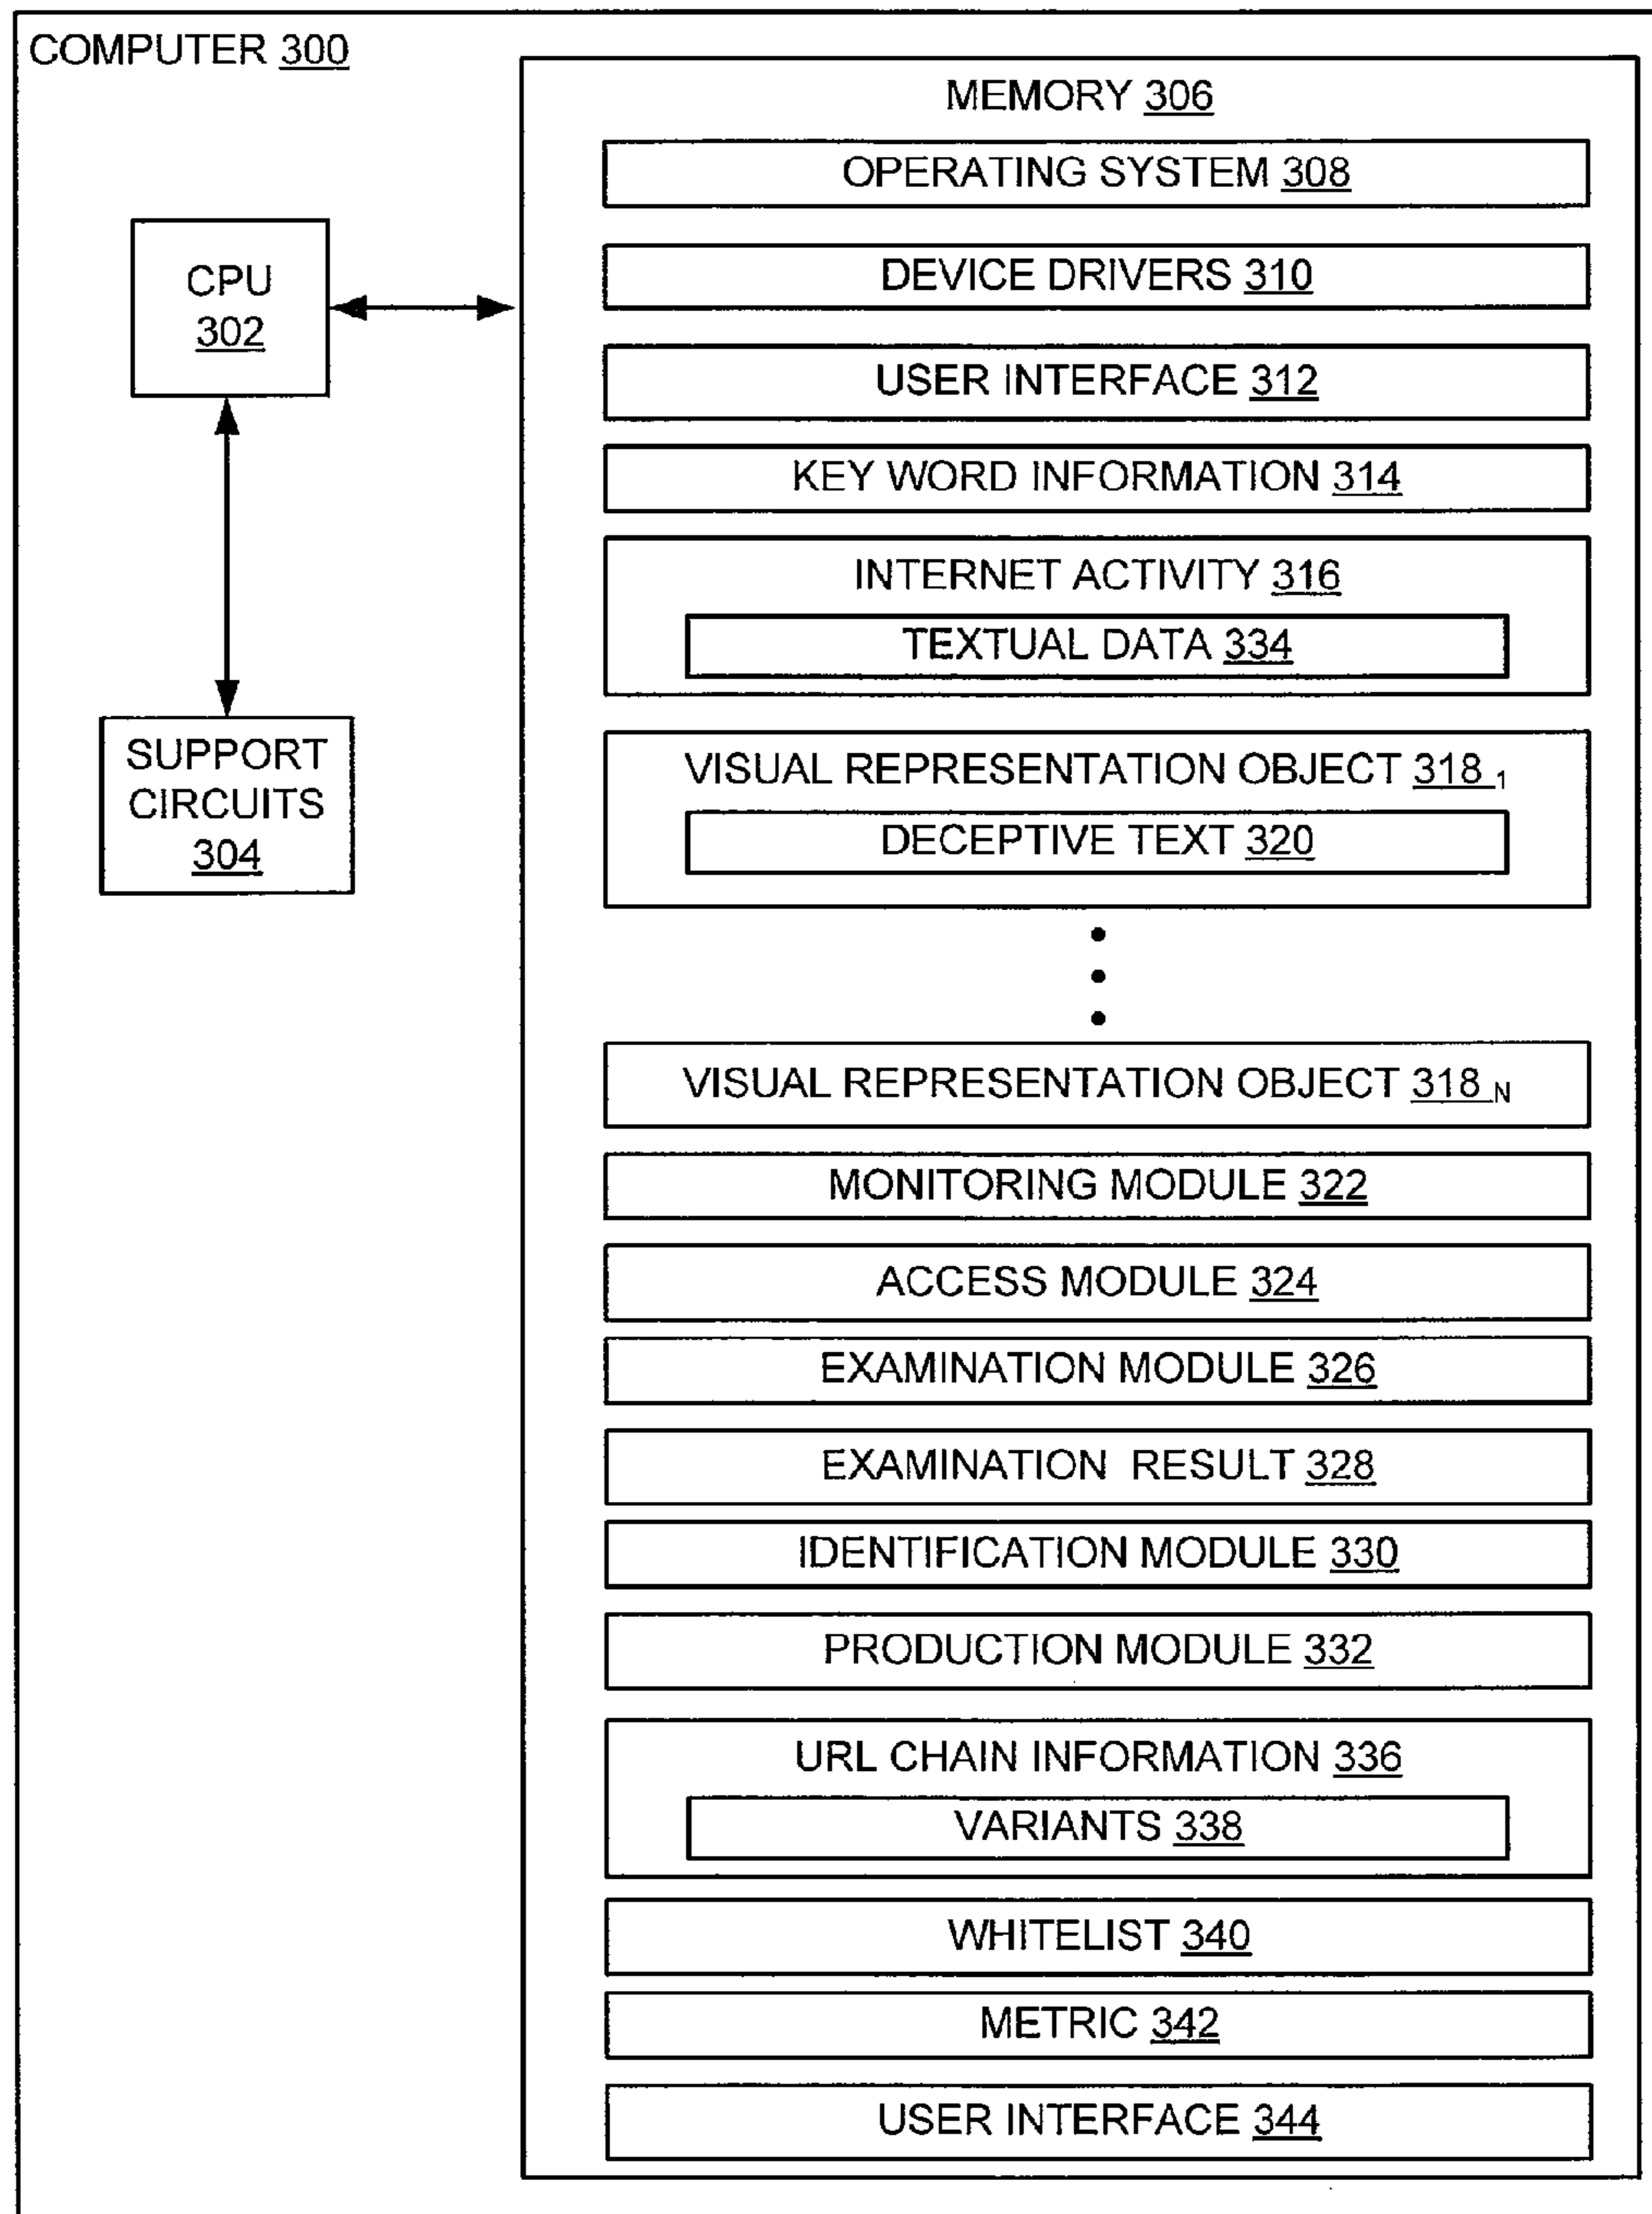 COMPUTER 300
MEMORY 306
OPERATING SYSTEM 308
DEVICE DRIVERS 310
CPU
302
USER INTERFACE 312
KEY WORD INFORMATION 314
INTERNET ACTIVITY 316
TEXTUAL DATA 334
SUPPORT
CIRCUITS
304
VISUAL REPRESENTATION OBJECT 318 1
DECEPTIVE TEXT 320
VISUAL REPRESENTATION OBJECT 318 N
MONITORING MODULE 322
ACCESS MODULE 324
EXAMINATION MODULE 326
EXAMINATION RESULT 328
IDENTIFICATION MODULE 330
PRODUCTION MODULE 332
URL CHAIN INFORMATION 336
VARIANTS 338
WHITELIST 340
METRIC 342
USER INTERFACE 344